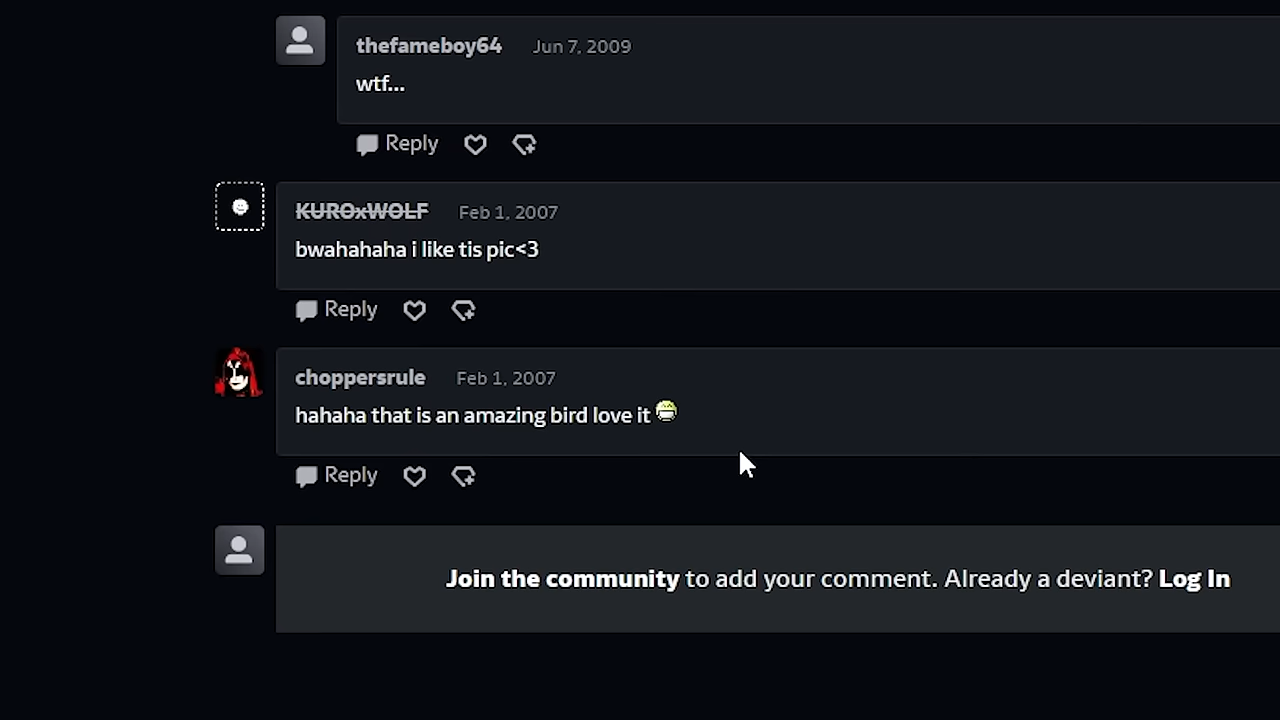 thefameboy64 Jun 7, 2009
wtf...
Reply
KUROxWOLF Feb 1, 2007
bwahahaha i like tis pic<3
Reply
choppersrule Feb 1, 2007
hahaha that is an amazing bird love it
Reply
Join the community to add your comment. Already a deviant? Log In